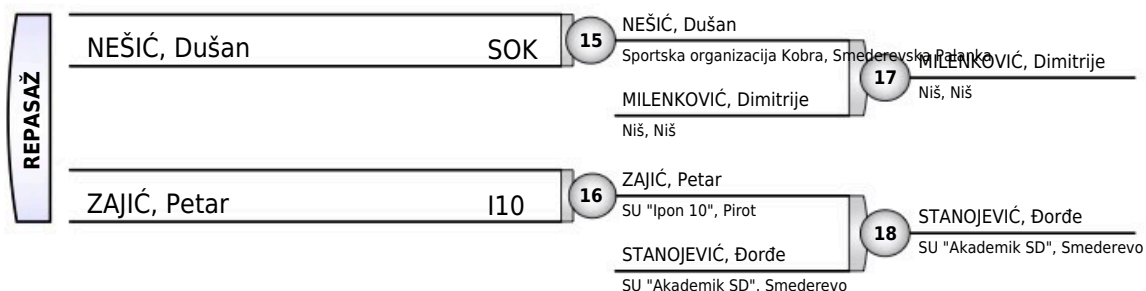 REPASAŽ
NEŠIĆ, Dušan SOK
15
NEŠIĆ, Dušan
Sportska organizacija Kobra, Smederevska Palanka
MILENKOVIĆ, Dimitrije
Niš, Niš
17
MILENKOVIĆ, Dimitrije
Niš, Niš
ZAJIĆ, Petar I10
16
ZAJIĆ, Petar
SU "Ipon 10", Pirot
STANOJEVIĆ, Đorđe
SU "Akademik SD", Smederevo
18
STANOJEVIĆ, Đorđe
SU "Akademik SD", Smederevo